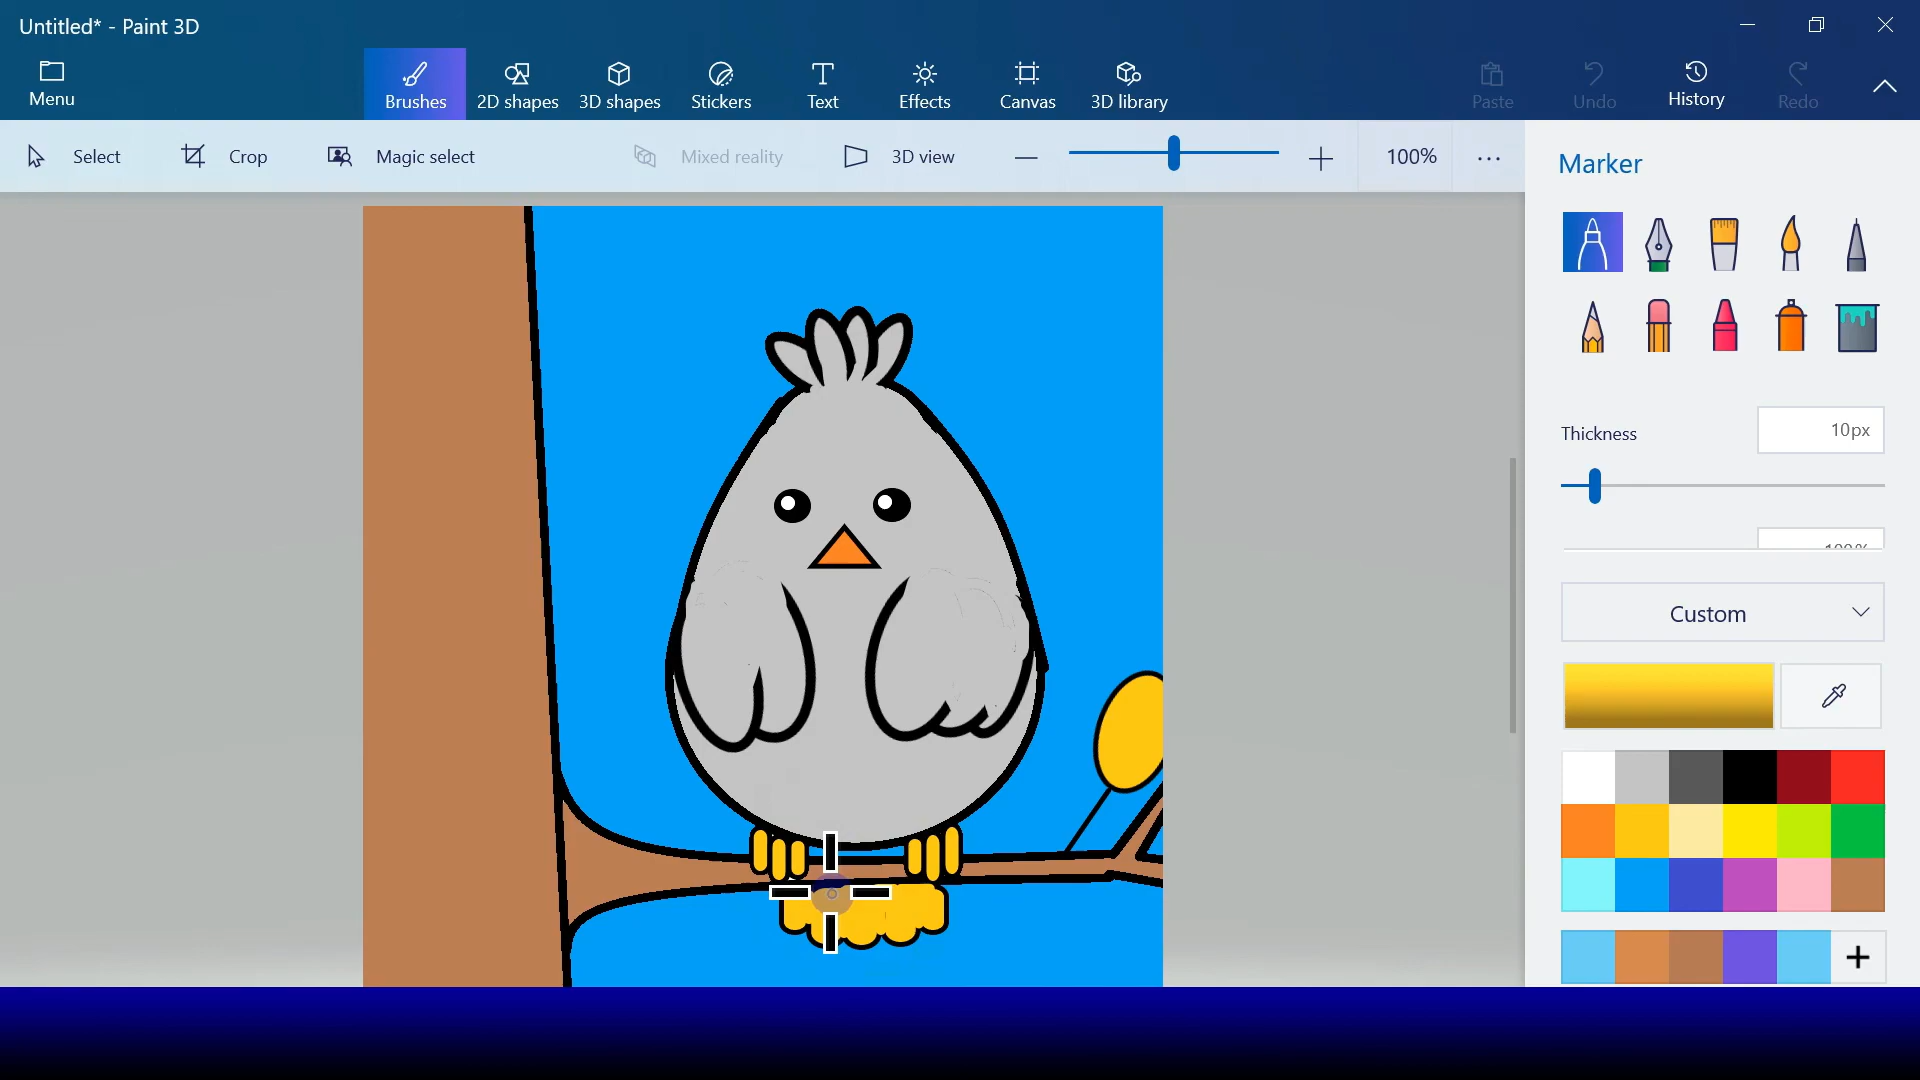 Untitled* - Paint 3D
Menu
Brushes
2D shapes
3D shapes
Stickers
Text
Effects
Canvas
3D library
Paste
Undo
History
Redo
Select
Crop
Magic select
Mixed reality
3D view
100%
Marker
Thickness
10px
100%
Custom